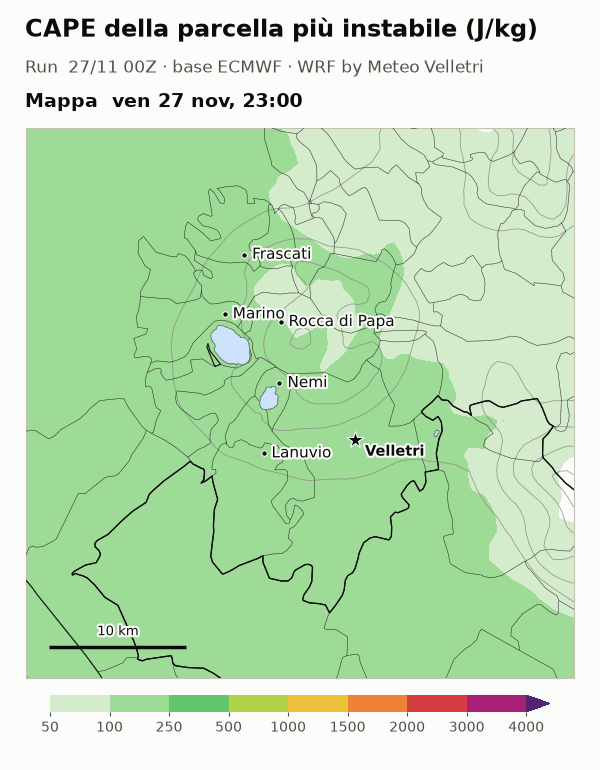 CAPE della parcella più instabile (J/kg)
Run  27/11 00Z · base ECMWF · WRF by Meteo Velletri
Mappa  ven 27 nov, 23:00
Frascati
Marino
Rocca di Papa
Nemi
Velletri
Lanuvio
10 km
50 100 250 500 1000 1500 2000 3000 4000